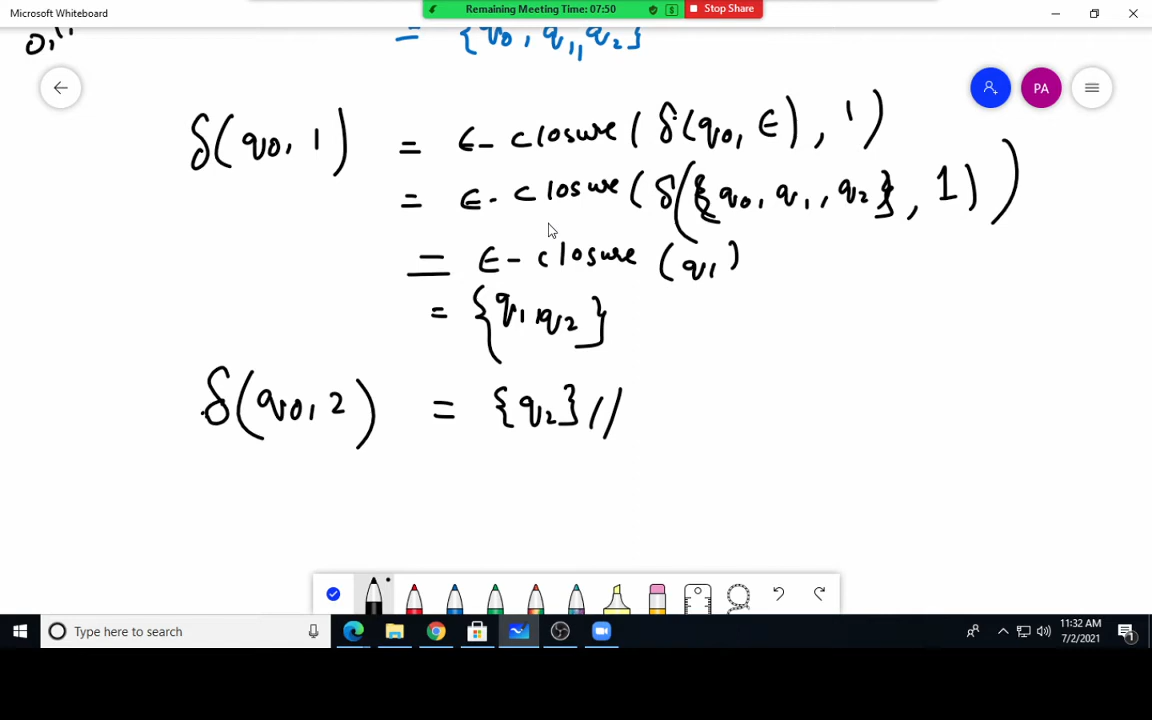 Remaining Meeting Time: 07:50
Stop Share
Microsoft Whiteboard
= {q0, q1, q2}
PA
δ(q0, 1) = ε- closure ( δ(q0, ε), 1)
= ε- closure ( δ({q0, q1, q2}, 1))
= ε- closure (q1)
= {q1, q2}
δ(q0, 2) = {q2} //
Type here to search
11:32 AM
7/2/2021
1